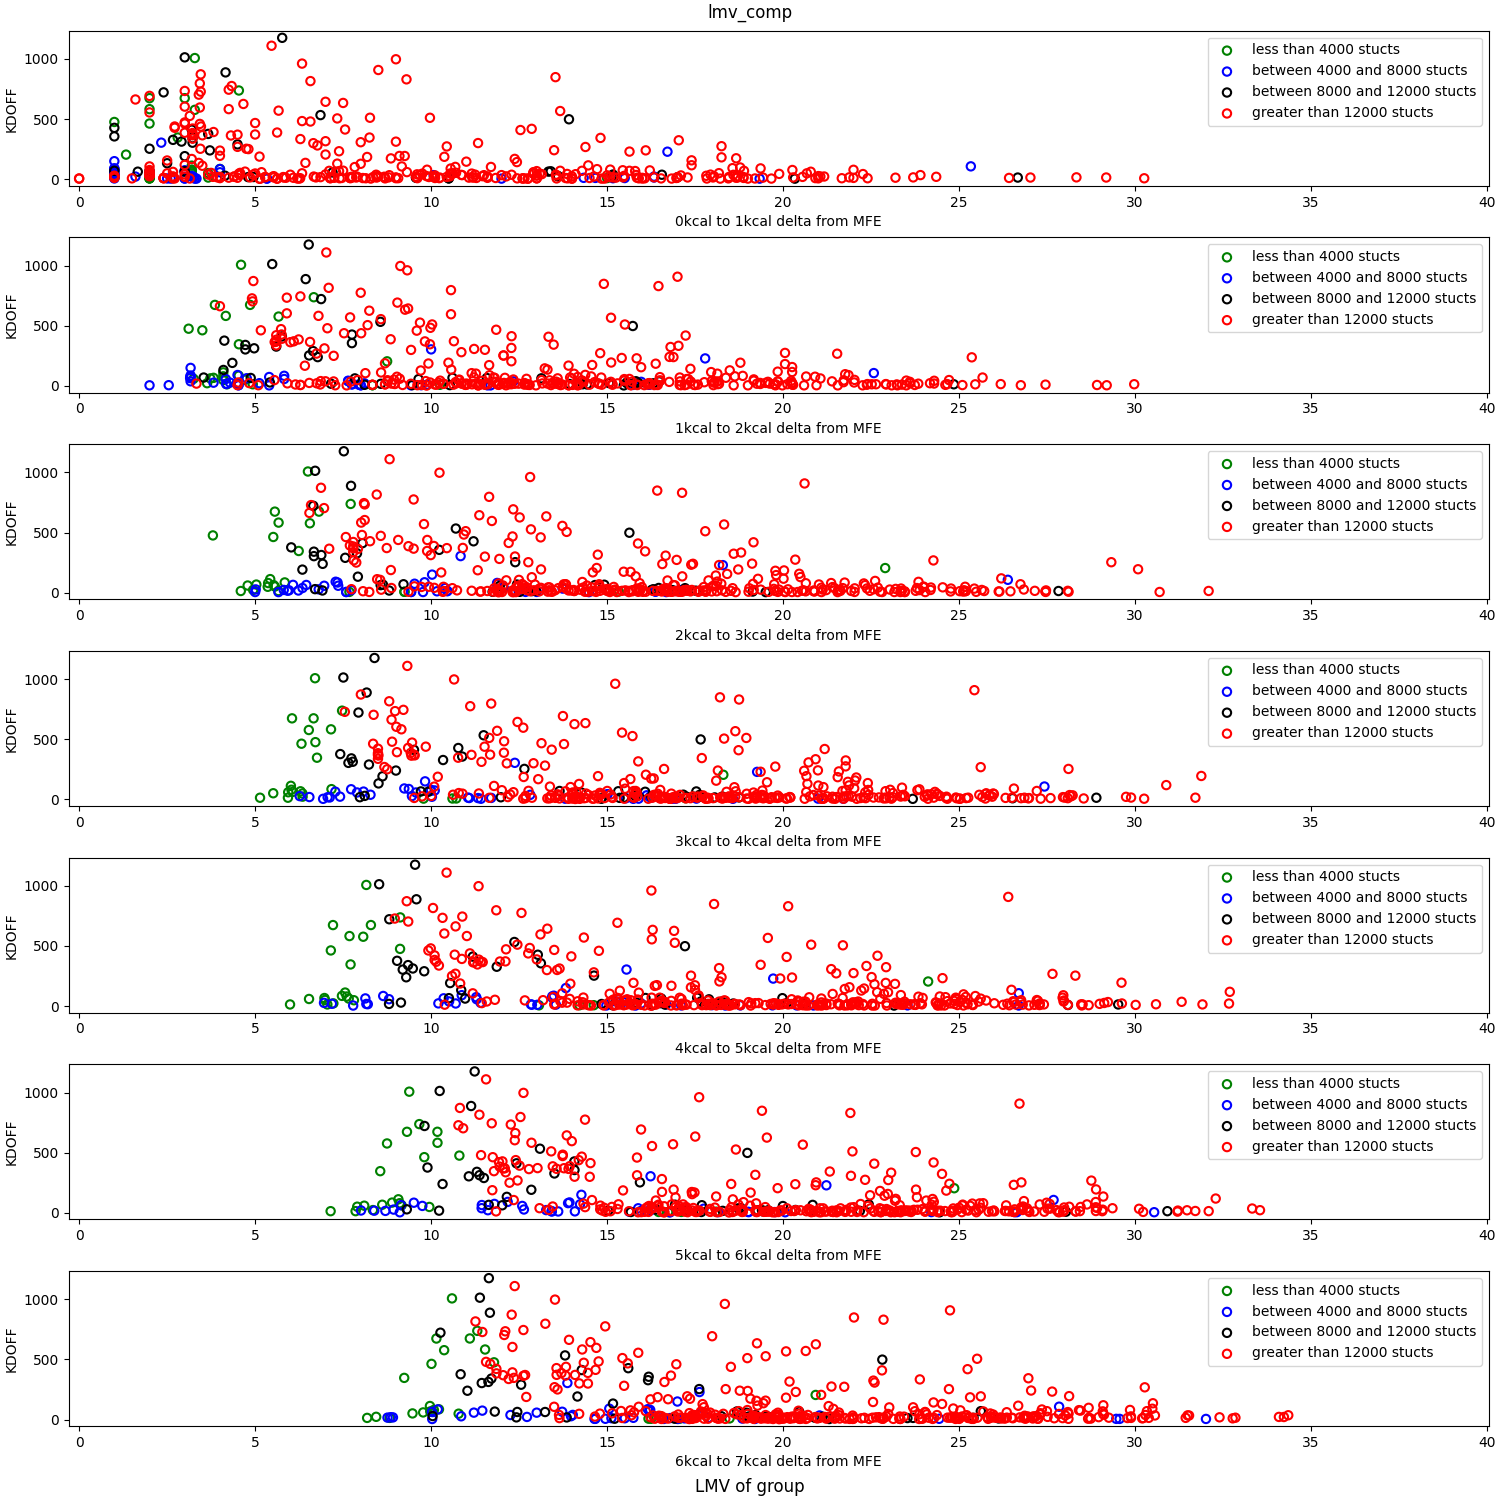 lmv_comp
KDOFF
1000
500
0
less than 4000 stucts
between 4000 and 8000 stucts
between 8000 and 12000 stucts
greater than 12000 stucts
0 5 10 15 20 25 30 35 40
0kcal to 1kcal delta from MFE
KDOFF
1000
500
0
less than 4000 stucts
between 4000 and 8000 stucts
between 8000 and 12000 stucts
greater than 12000 stucts
0 5 10 15 20 25 30 35 40
1kcal to 2kcal delta from MFE
KDOFF
1000
500
0
less than 4000 stucts
between 4000 and 8000 stucts
between 8000 and 12000 stucts
greater than 12000 stucts
0 5 10 15 20 25 30 35 40
2kcal to 3kcal delta from MFE
KDOFF
1000
500
0
less than 4000 stucts
between 4000 and 8000 stucts
between 8000 and 12000 stucts
greater than 12000 stucts
0 5 10 15 20 25 30 35 40
3kcal to 4kcal delta from MFE
KDOFF
1000
500
0
less than 4000 stucts
between 4000 and 8000 stucts
between 8000 and 12000 stucts
greater than 12000 stucts
0 5 10 15 20 25 30 35 40
4kcal to 5kcal delta from MFE
KDOFF
1000
500
0
less than 4000 stucts
between 4000 and 8000 stucts
between 8000 and 12000 stucts
greater than 12000 stucts
0 5 10 15 20 25 30 35 40
5kcal to 6kcal delta from MFE
KDOFF
1000
500
0
less than 4000 stucts
between 4000 and 8000 stucts
between 8000 and 12000 stucts
greater than 12000 stucts
0 5 10 15 20 25 30 35 40
6kcal to 7kcal delta from MFE
LMV of group